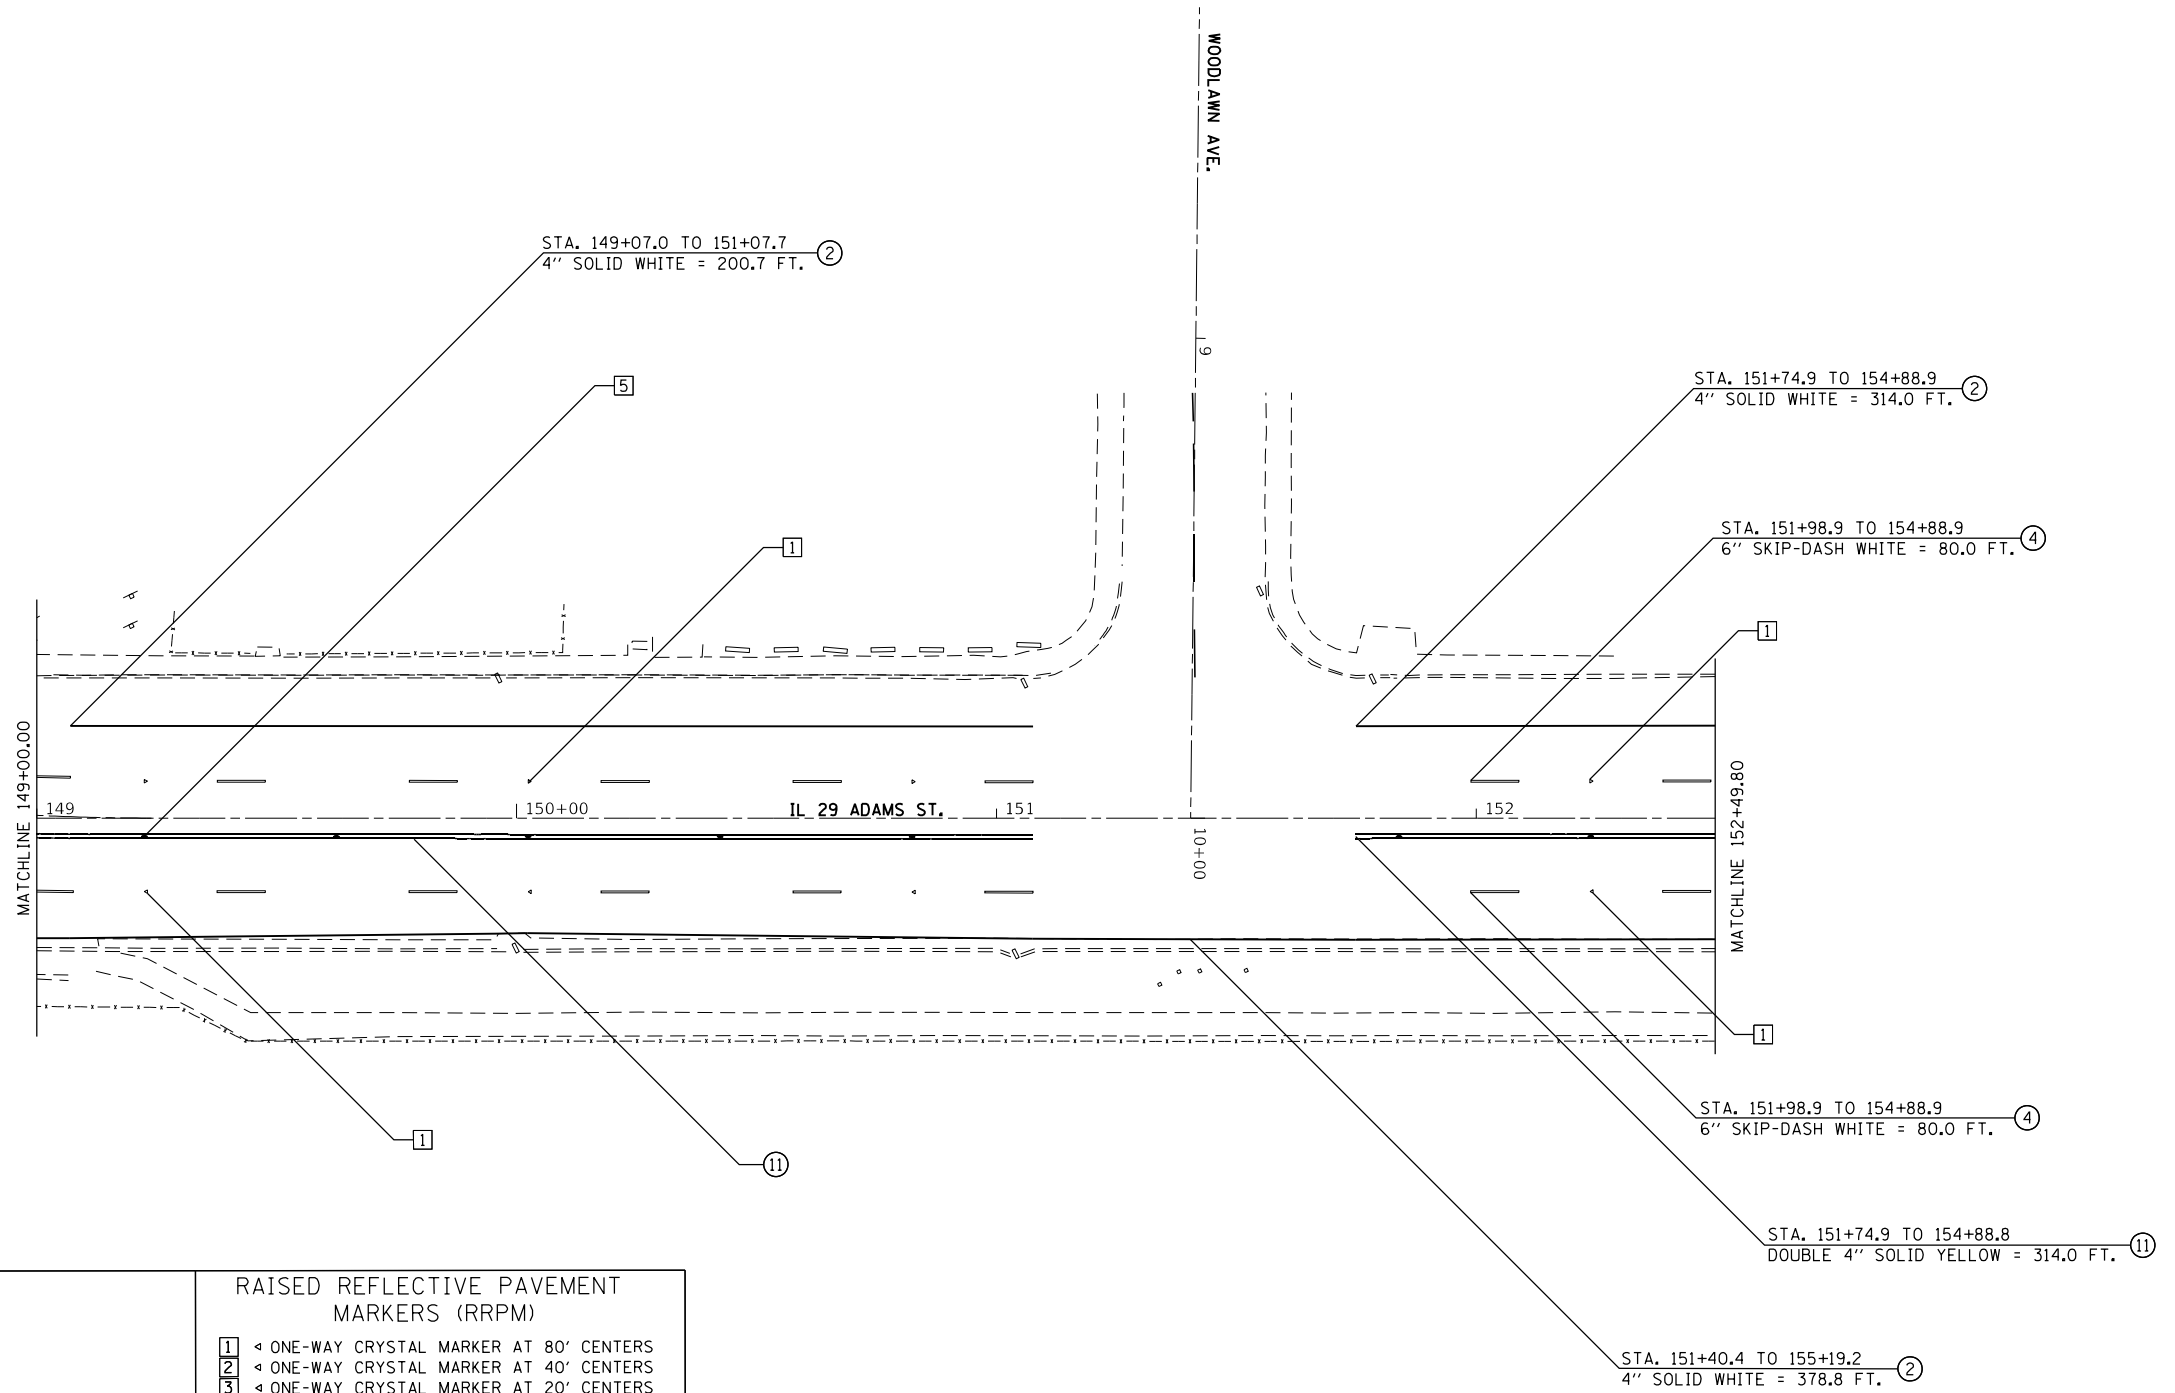 WOODLAWN AVE.
STA. 149+07.0 TO 151+07.7
4'' SOLID WHITE = 200.7 FT.
2
9
5
STA. 151+74.9 TO 154+88.9
4'' SOLID WHITE = 314.0 FT.
2
1
STA. 151+98.9 TO 154+88.9
6'' SKIP-DASH WHITE = 80.0 FT.
4
1
MATCHLINE 149+00.00
149
150+00
IL 29 ADAMS ST.
151
10+00
152
MATCHLINE 152+49.80
1
1
11
STA. 151+98.9 TO 154+88.9
6'' SKIP-DASH WHITE = 80.0 FT.
4
STA. 151+74.9 TO 154+88.8
DOUBLE 4'' SOLID YELLOW = 314.0 FT.
11
STA. 151+40.4 TO 155+19.2
4'' SOLID WHITE = 378.8 FT.
2
RAISED REFLECTIVE PAVEMENT
MARKERS (RRPM)
1 ONE-WAY CRYSTAL MARKER AT 80' CENTERS
2 ONE-WAY CRYSTAL MARKER AT 40' CENTERS
3 ONE-WAY CRYSTAL MARKER AT 20' CENTERS